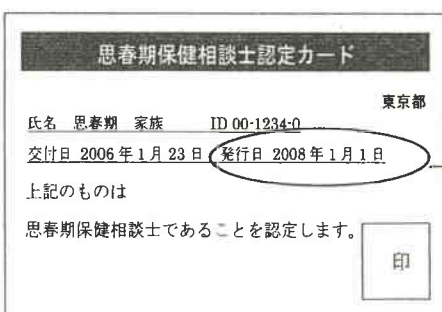 思春期保健相談士認定カード
東京都
氏名 思春期 家族 ID 00-1234-0
交付日 2006年1月23日 発行日 2008年1月1日
上記のものは
思春期保健相談士であることを認定します。
印